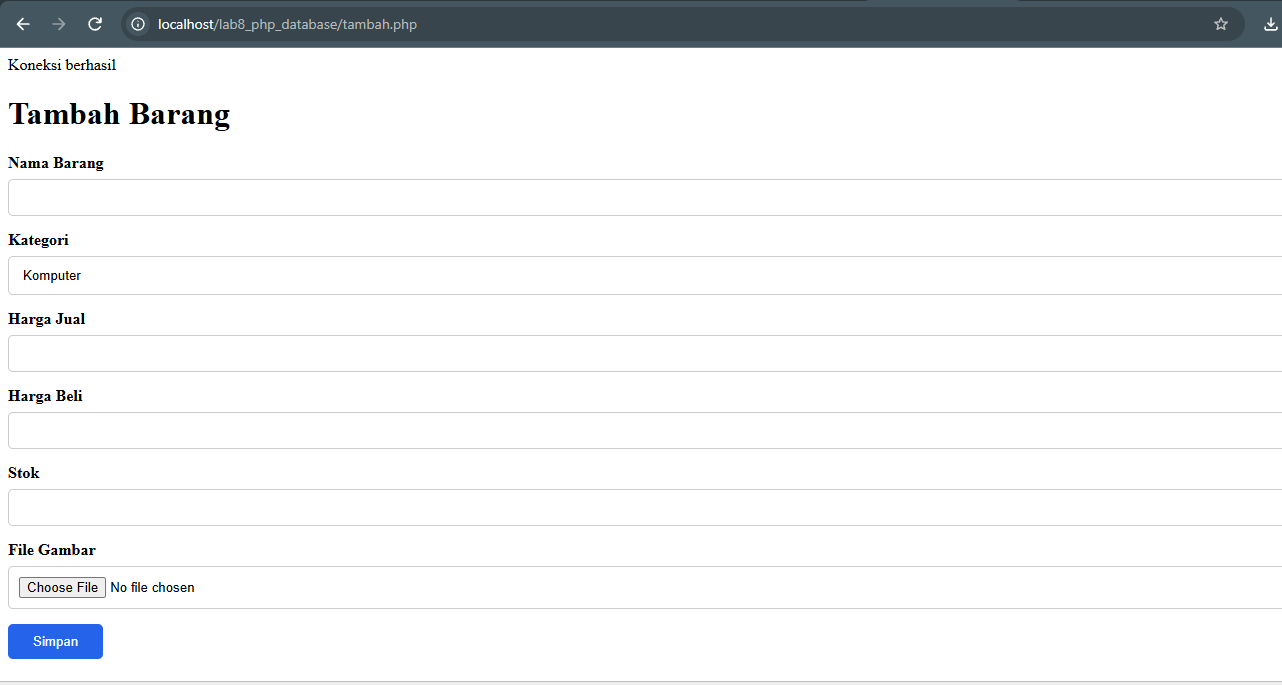 localhost/lab8_php_database/tambah.php
Koneksi berhasil
Tambah Barang
Nama Barang
Kategori
Komputer
Harga Jual
Harga Beli
Stok
File Gambar
Choose File No file chosen
Simpan